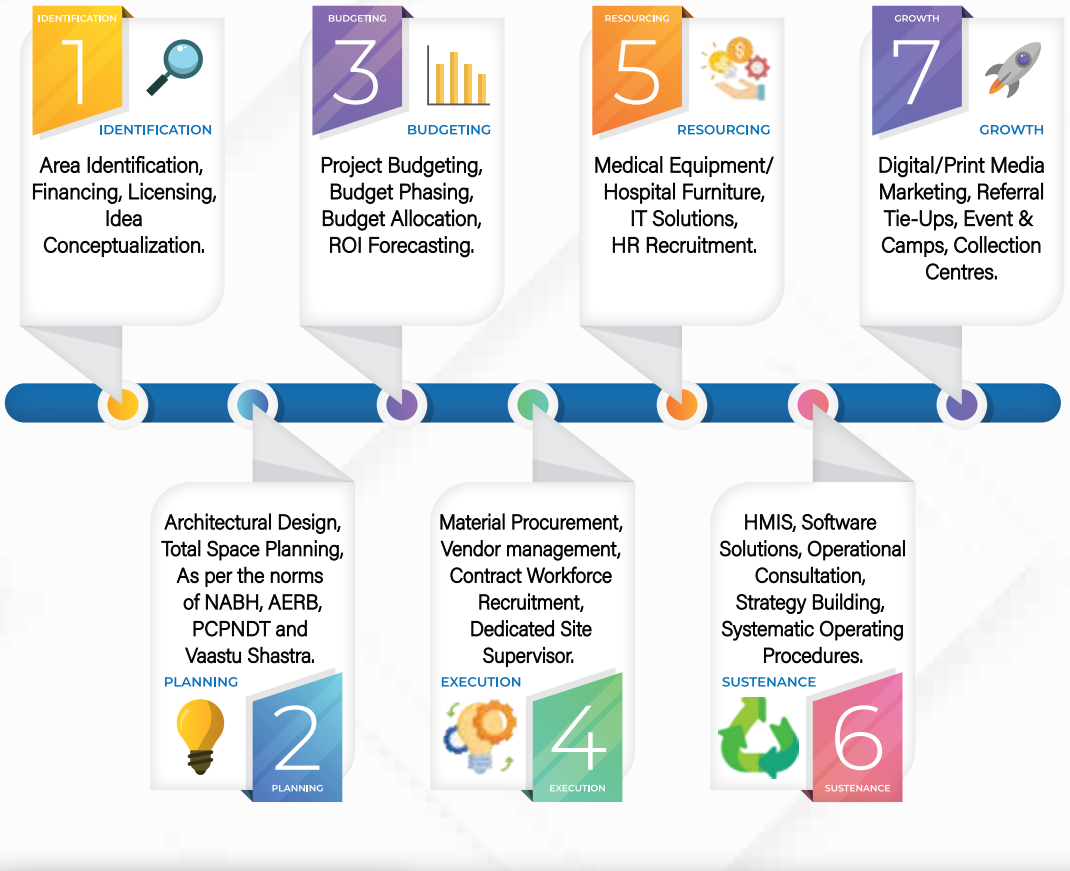 IDENTIFICATION
1
IDENTIFICATION
Area Identification,
Financing, Licensing,
Idea
Conceptualization.
Architectural Design,
Total Space Planning,
As per the norms
of NABH, AERB,
PCPNDT and
Vaastu Shastra.
PLANNING
2
PLANNING
BUDGETING
3
BUDGETING
Project Budgeting,
Budget Phasing,
Budget Allocation,
ROI Forecasting.
Material Procurement,
Vendor management,
Contract Workforce
Recruitment,
Dedicated Site
Supervisor.
EXECUTION
4
EXECUTION
RESOURCING
5
RESOURCING
Medical Equipment/
Hospital Furniture,
IT Solutions,
HR Recruitment.
HMIS, Software
Solutions, Operational
Consultation,
Strategy Building,
Systematic Operating
Procedures.
SUSTENANCE
6
SUSTENANCE
GROWTH
7
GROWTH
Digital/Print Media
Marketing, Referral
Tie-Ups, Event &
Camps, Collection
Centres.